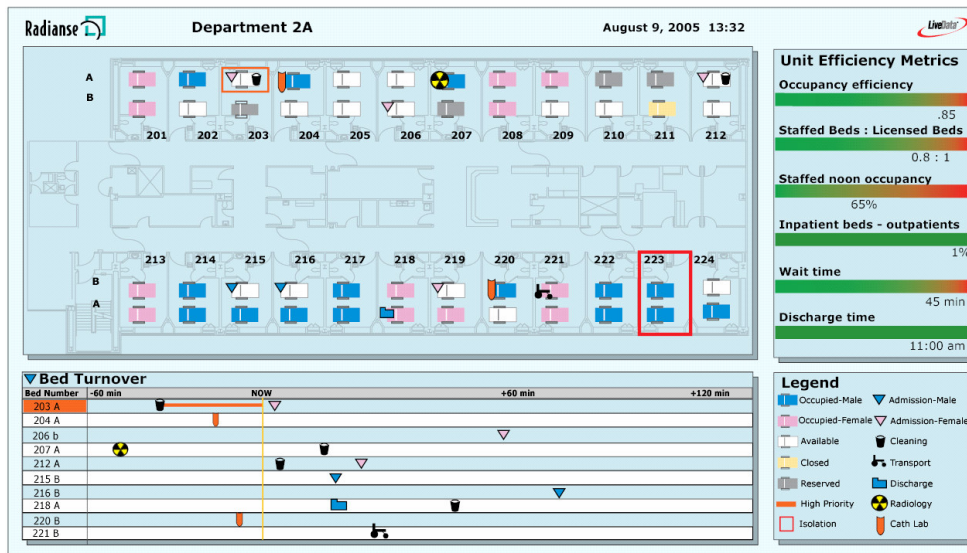 Radianse
Department 2A
August 9, 2005 13:32
LiveData
A
B
201 202 203 204 205 206 207 208 209 210 211 212
213 214 215 216 217 218 219 220 221 222 223 224
B
A
Unit Efficiency Metrics
Occupancy efficiency
.85
Staffed Beds : Licensed Beds
0.8 : 1
Staffed noon occupancy
65%
Inpatient beds - outpatients
1%
Wait time
45 min
Discharge time
11:00 am
Bed Turnover
Bed Number -60 min NOW +60 min +120 min
203 A
204 A
206 b
207 A
212 A
215 B
216 B
218 A
220 B
221 B
Legend
Occupied-Male Admission-Male
Occupied-Female Admission-Female
Available Cleaning
Closed Transport
Reserved Discharge
High Priority Radiology
Isolation Cath Lab